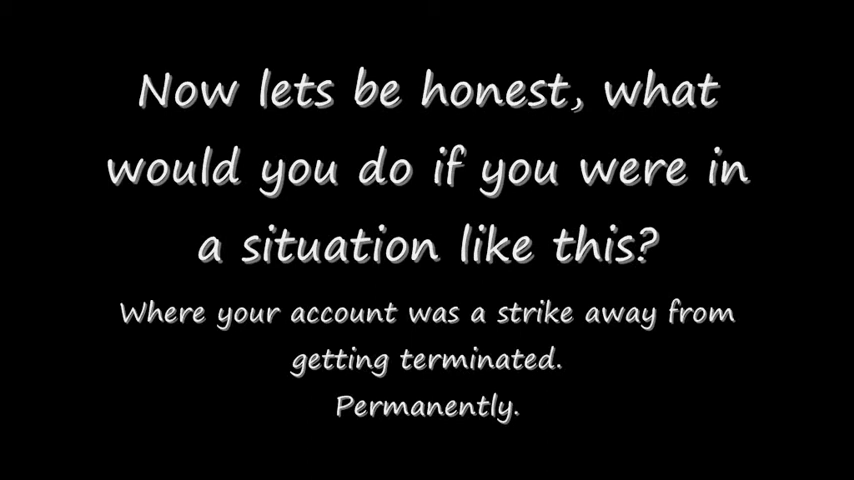 Now lets be honest, what
would you do if you were in
a situation like this?
Where your account was a strike away from
getting terminated.
Permanently.